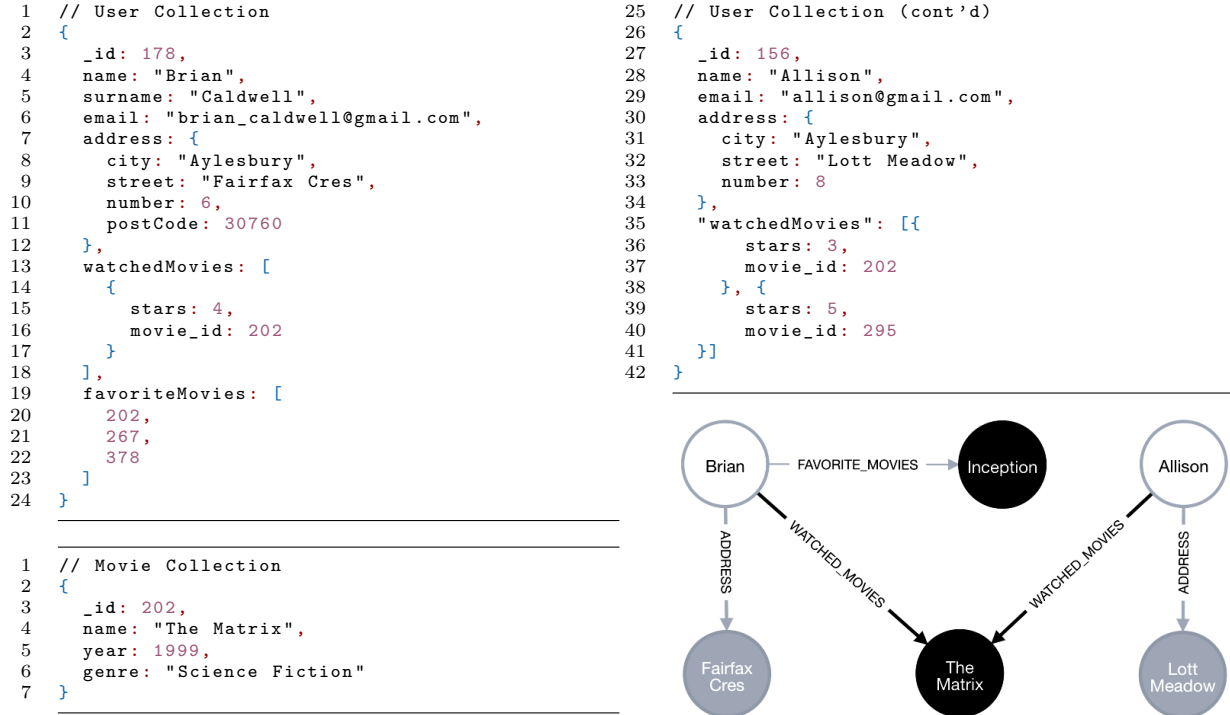 1 // User Collection
2 {
3 _id: 178,
4 name: "Brian",
5 surname: "Caldwell",
6 email: "brian_caldwell@gmail.com",
7 address: {
8 city: "Aylesbury",
9 street: "Fairfax Cres",
10 number: 6,
11 postCode: 30760
12 },
13 watchedMovies: [
14 {
15 stars: 4,
16 movie_id: 202
17 }
18 ],
19 favoriteMovies: [
20 202,
21 267,
22 378
23 ]
24 }
1 // Movie Collection
2 {
3 _id: 202,
4 name: "The Matrix",
5 year: 1999,
6 genre: "Science Fiction"
7 }
25 // User Collection (cont'd)
26 {
27 _id: 156,
28 name: "Allison",
29 email: "allison@gmail.com",
30 address: {
31 city: "Aylesbury",
32 street: "Lott Meadow",
33 number: 8
34 },
35 "watchedMovies": [{
36 stars: 3,
37 movie_id: 202
38 }, {
39 stars: 5,
40 movie_id: 295
41 }]
42 }
Brian
FAVORITE_MOVIES
Inception
Allison
ADDRESS
WATCHED_MOVIES
WATCHED_MOVIES
ADDRESS
Fairfax
Cres
The
Matrix
Lott
Meadow